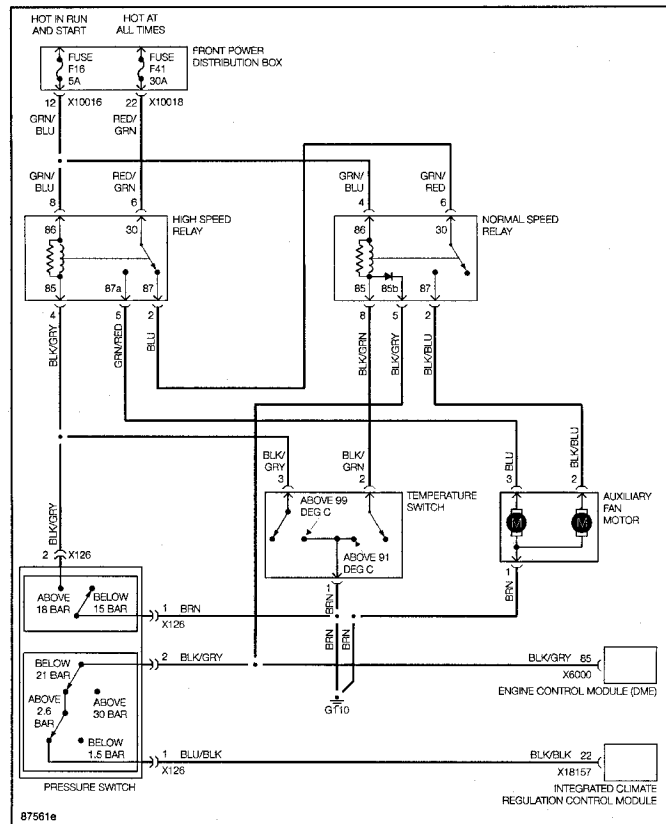 HOT IN RUN
AND START
HOT AT
ALL TIMES
FUSE
F16
5A
FUSE
F41
30A
FRONT POWER
DISTRIBUTION BOX
12
X10016
22
X10018
GRN/
BLU
RED/
GRN
GRN/
BLU
RED/
GRN
GRN/
BLU
GRN/
RED
8
6
4
6
86
30
HIGH SPEED
RELAY
86
30
NORMAL SPEED
RELAY
85
87a
87
85
85b
87
4
5
2
8
5
2
BLK/GRY
GRN/RED
BLU
BLK/GRN
BLK/GRY
BLK/BLU
BLK/
GRY
3
BLK/
GRN
2
BLU
3
BLK/BLU
2
TEMPERATURE
SWITCH
ABOVE 99
DEG C
ABOVE 91
DEG C
M
M
AUXILIARY
FAN
MOTOR
BLK/GRY
2
X126
1
1
BRN
ABOVE
18 BAR
BELOW
15 BAR
1
BRN
X126
BRN
BRN
BELOW
21 BAR
ABOVE
2.6
BAR
ABOVE
30 BAR
BELOW
1.5 BAR
2
BLK/GRY
BLK/GRY
85
X6000
ENGINE CONTROL MODULE (DME)
G110
1
BLU/BLK
X126
BLK/BLK
22
X18157
INTEGRATED CLIMATE
REGULATION CONTROL MODULE
PRESSURE SWITCH
87561e